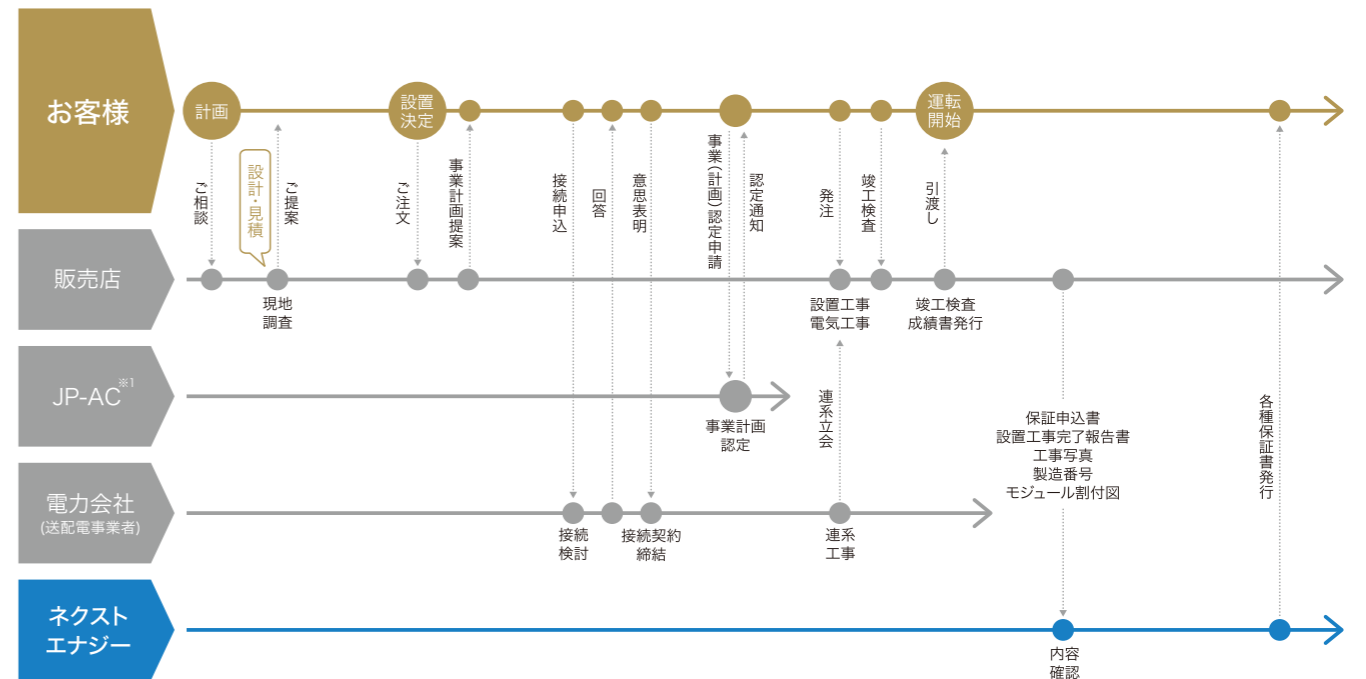 お客様
計画
設置
決定
運転
開始
ご相談
設計・見積
ご提案
ご注文
事業計画提案
接続申込
回答
意思表明
事業(計画)認定申請
認定通知
発注
竣工検査
引渡し
販売店
現地
調査
設置工事
電気工事
竣工検査
成績書発行
JP-AC※1
事業計画
認定
連系立会
保証申込書
設置工事完了報告書
工事写真
製造番号
モジュール割付図
各種保証書発行
電力会社
(送配電事業者)
接続
検討
接続契約
締結
連系
工事
ネクスト
エナジー
内容
確認